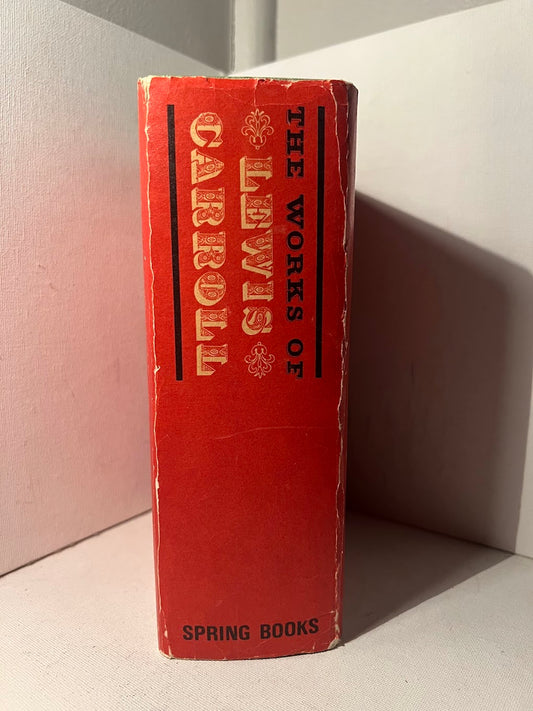 THE WORKS OF
LEWIS
CARROLL
SPRING BOOKS